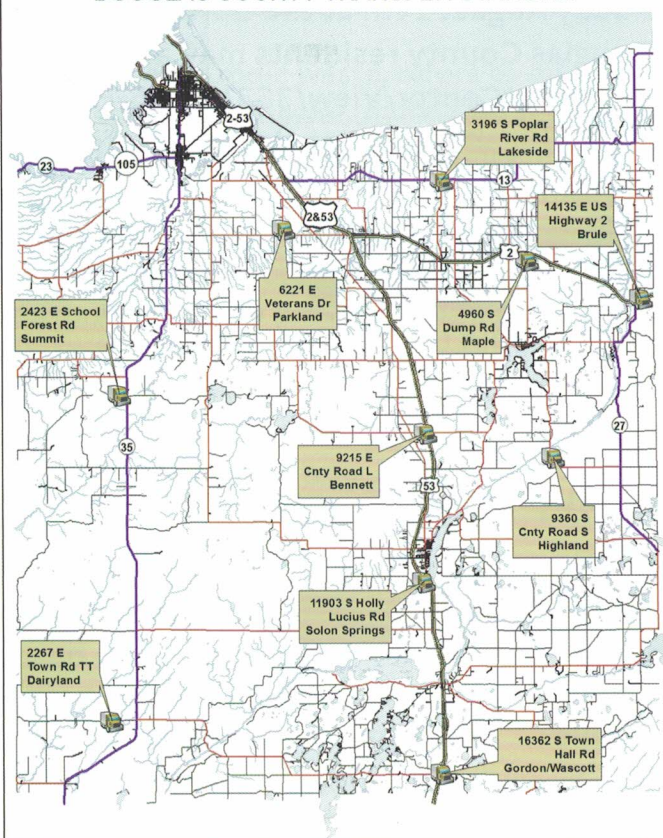 2-53
3196 S Poplar
River Rd
Lakeside
23
105
13
14135 E US
Highway 2
Brule
2&53
2
6221 E
Veterans Dr
Parkland
4960 S
Dump Rd
Maple
2423 E School
Forest Rd
Summit
35
27
9215 E
Cnty Road L
Bennett
53
9360 S
Cnty Road S
Highland
11903 S Holly
Lucius Rd
Solon Springs
2267 E
Town Rd TT
Dairyland
16362 S Town
Hall Rd
Gordon/Wascott